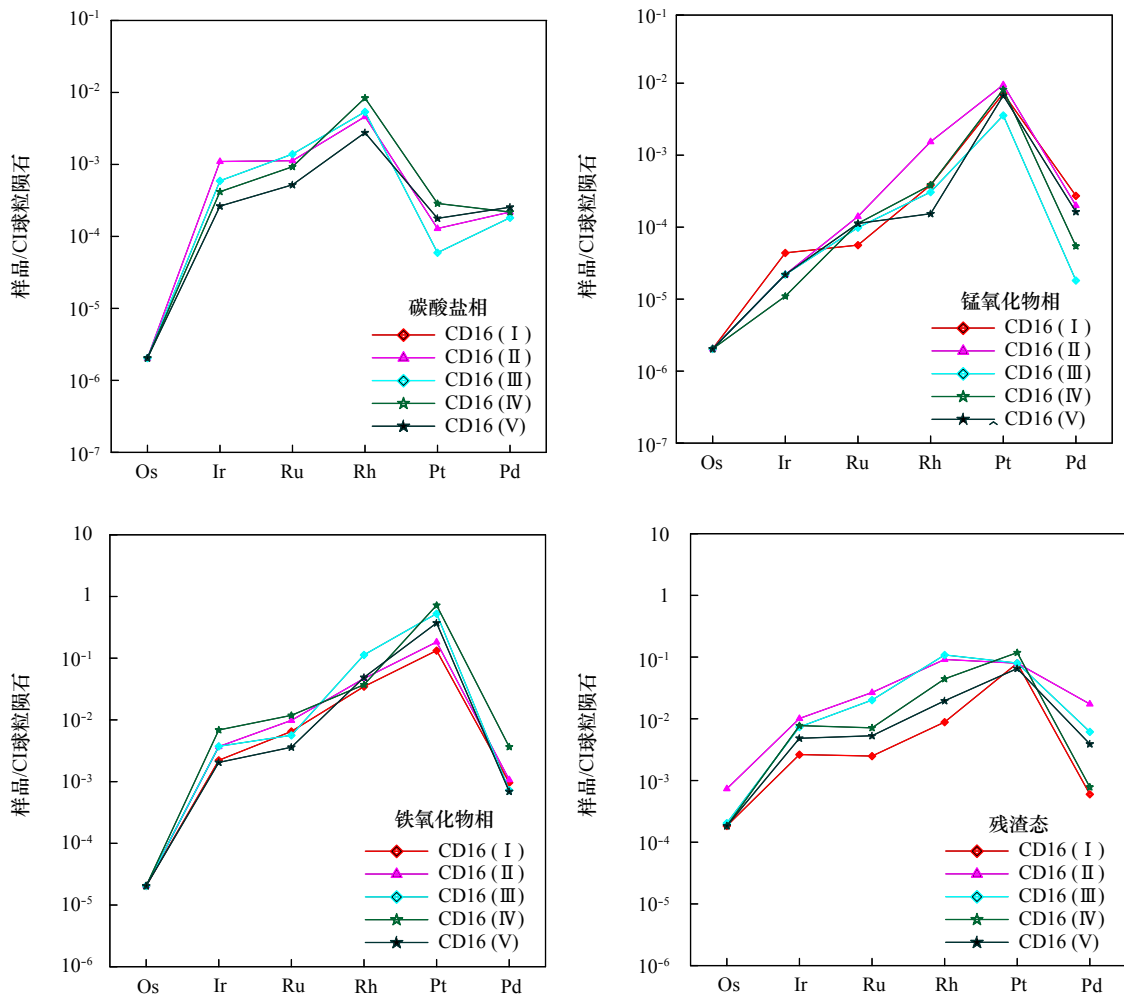 10⁻¹
10⁻²
10⁻³
10⁻⁴
10⁻⁵
10⁻⁶
10⁻⁷
样品/CI球粒陨石
碳酸盐相
CD16 (Ⅰ)
CD16 (Ⅱ)
CD16 (Ⅲ)
CD16 (Ⅳ)
CD16 (Ⅴ)
Os Ir Ru Rh Pt Pd
10⁻¹
10⁻²
10⁻³
10⁻⁴
10⁻⁵
10⁻⁶
10⁻⁷
样品/CI球粒陨石
锰氧化物相
CD16 (Ⅰ)
CD16 (Ⅱ)
CD16 (Ⅲ)
CD16 (Ⅳ)
CD16 (Ⅴ)
Os Ir Ru Rh Pt Pd
10
1
10⁻¹
10⁻²
10⁻³
10⁻⁴
10⁻⁵
10⁻⁶
样品/CI球粒陨石
铁氧化物相
CD16 (Ⅰ)
CD16 (Ⅱ)
CD16 (Ⅲ)
CD16 (Ⅳ)
CD16 (Ⅴ)
Os Ir Ru Rh Pt Pd
10
1
10⁻¹
10⁻²
10⁻³
10⁻⁴
10⁻⁵
10⁻⁶
样品/CI球粒陨石
残渣态
CD16 (Ⅰ)
CD16 (Ⅱ)
CD16 (Ⅲ)
CD16 (Ⅳ)
CD16 (Ⅴ)
Os Ir Ru Rh Pt Pd